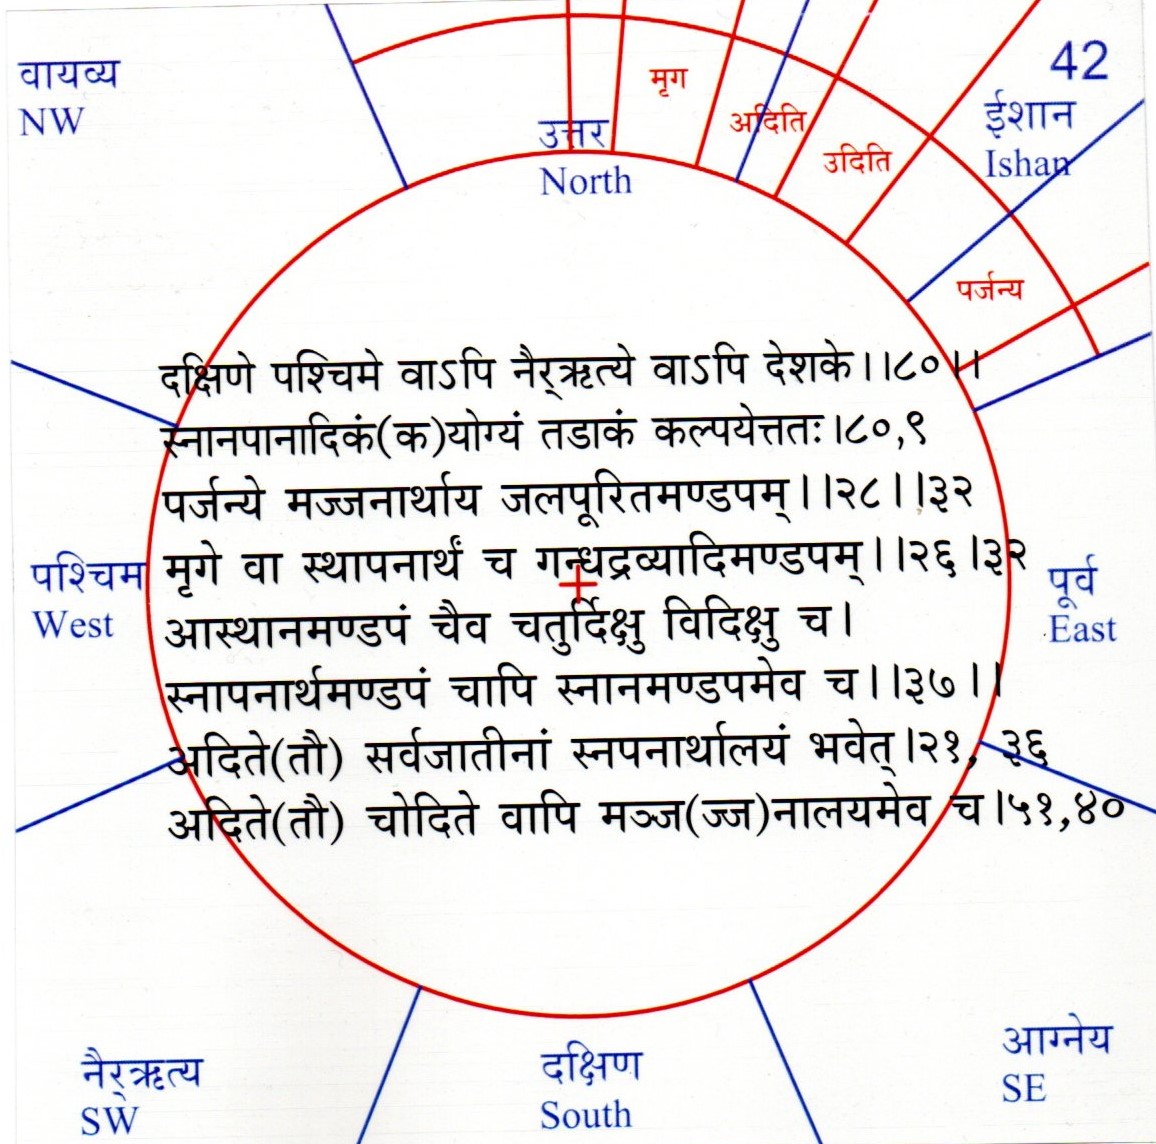 42
वायव्य
NW
ईशान
Ishan
मृग
अदिति
उत्तर
North
उदिति
पर्जन्य
दक्षिणे पश्चिमे वाऽपि नैर्ऋत्ये वाऽपि देशके।।८०।।
स्नानपानादिकं(क)योग्यं तडाकं कल्पयेत्ततः।८०,९
पर्जन्ये मज्जनार्थाय जलपूरितमण्डपम्।।२८।।३२
मृगे वा स्थापनार्थं च गन्धद्रव्यादिमण्डपम्।।२६।३२
आस्थानमण्डपं चैव चतुर्दिक्षु विदिक्षु च।
स्नापनार्थमण्डपं चापि स्नानमण्डपमेव च।।३७।।
अदिते(तौ) सर्वजातीनां स्नपनार्थालयं भवेत्।२१, ३६
अदिते(तौ) चोदिते वापि मञ्ज(ज्ज)नालयमेव च।५१,४०
पश्चिम
West
पूर्व
East
नैर्ऋत्य
SW
दक्षिण
South
आग्नेय
SE